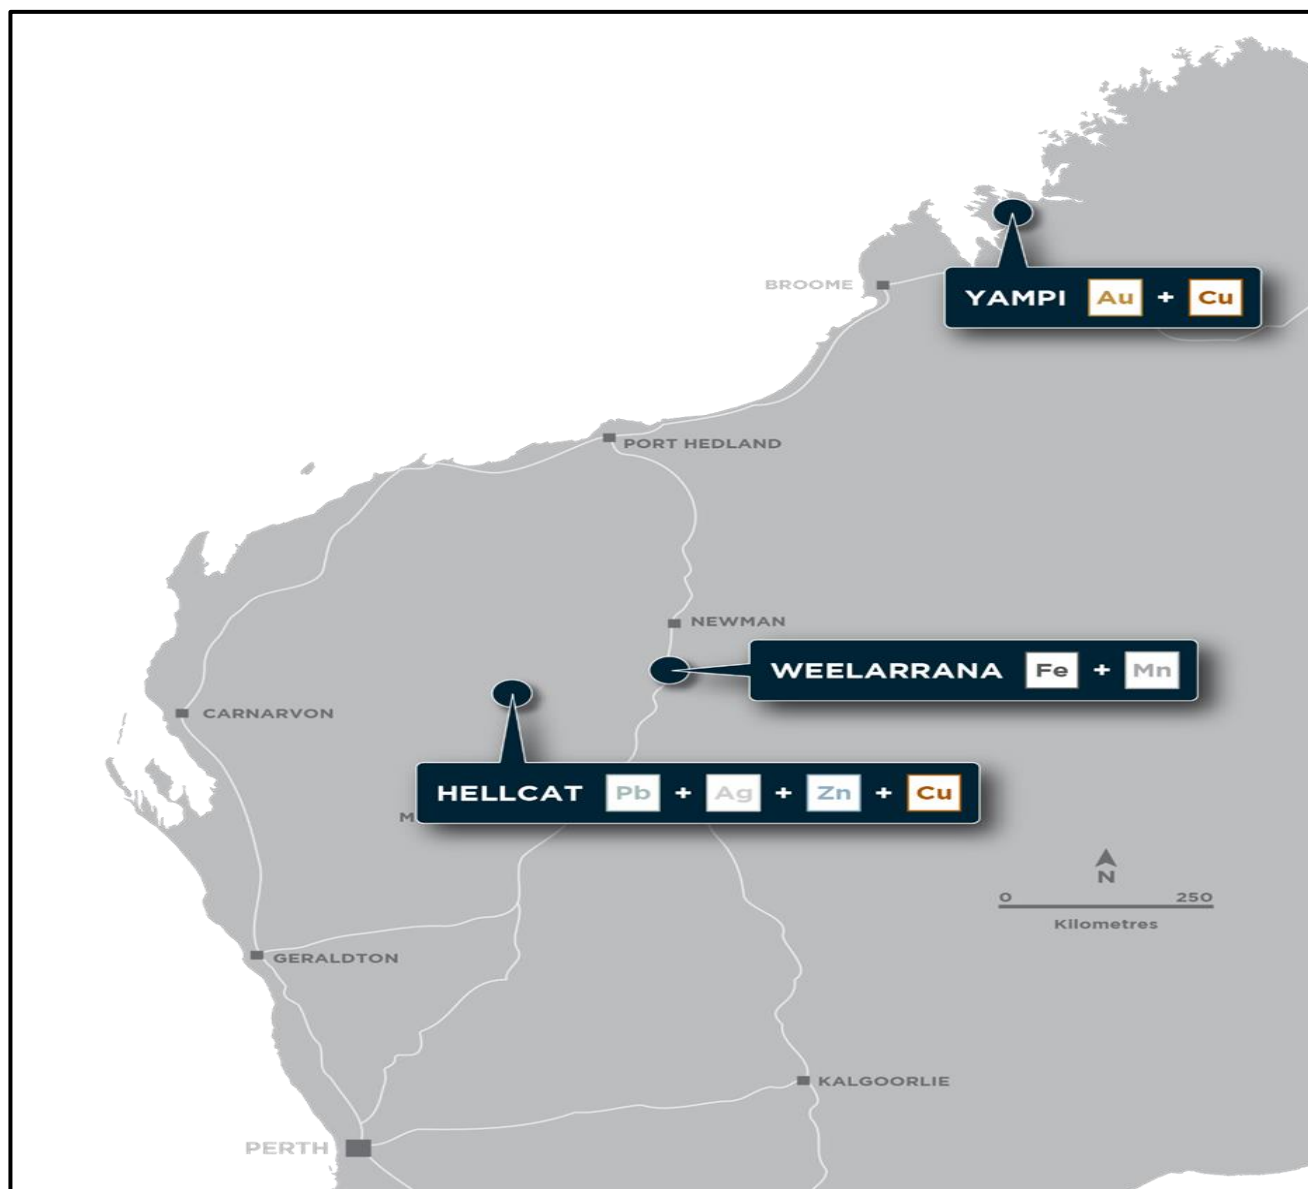 YAMPI Au + Cu
BROOME
PORT HEDLAND
NEWMAN
WEELARRANA Fe + Mn
CARNARVON
HELLCAT Pb + Ag + Zn + Cu
M
N
0 250
Kilometres
GERALDTON
KALGOORLIE
PERTH